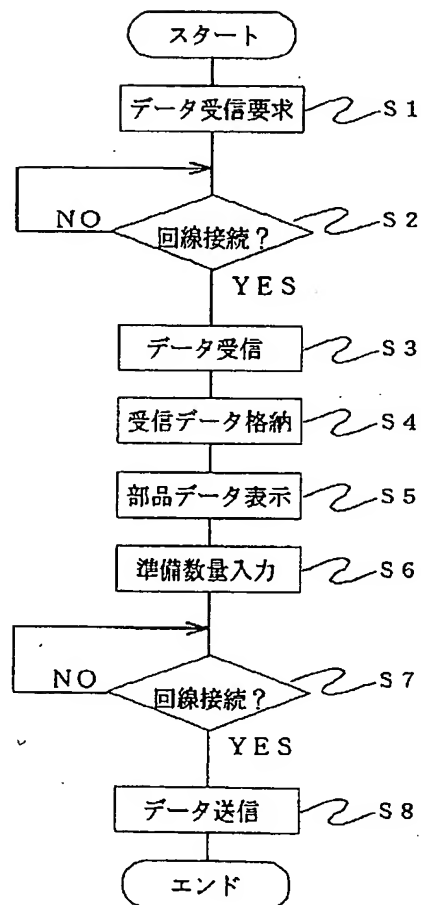 スタート
データ受信要求 S1
NO 回線接続？ S2
YES
データ受信 S3
受信データ格納 S4
部品データ表示 S5
準備数量入力 S6
NO 回線接続？ S7
YES
データ送信 S8
エンド